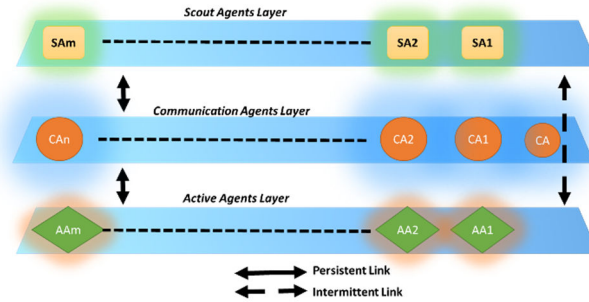 Scout Agents Layer
SAm SA2 SA1
Communication Agents Layer
CAn CA2 CA1 CA
Active Agents Layer
AAm AA2 AA1
Persistent Link
Intermittent Link